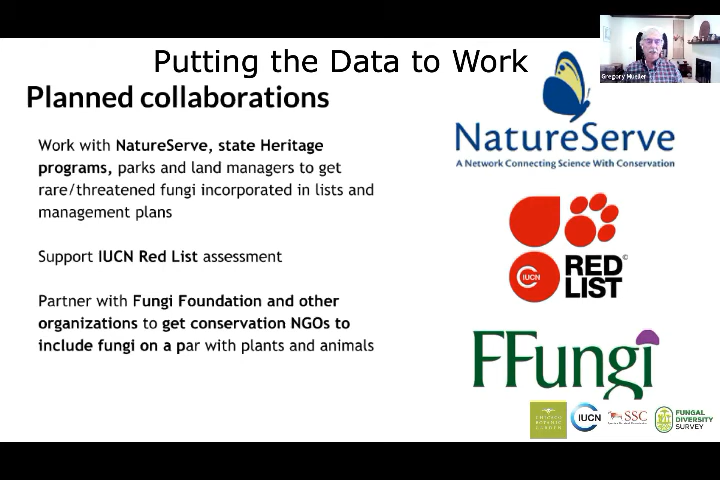 Putting the Data to Work
Gregory Mueller
Planned collaborations
Work with NatureServe, state Heritage
programs, parks and land managers to get
rare/threatened fungi incorporated in lists and
management plans
Support IUCN Red List assessment
Partner with Fungi Foundation and other
organizations to get conservation NGOs to
include fungi on a par with plants and animals
NatureServe
A Network Connecting Science With Conservation
IUCN
RED
LIST
©
FFungi
CHICAGO
BOTANIC
GARDEN
IUCN
SSC
FUNGAL
DIVERSITY
SURVEY